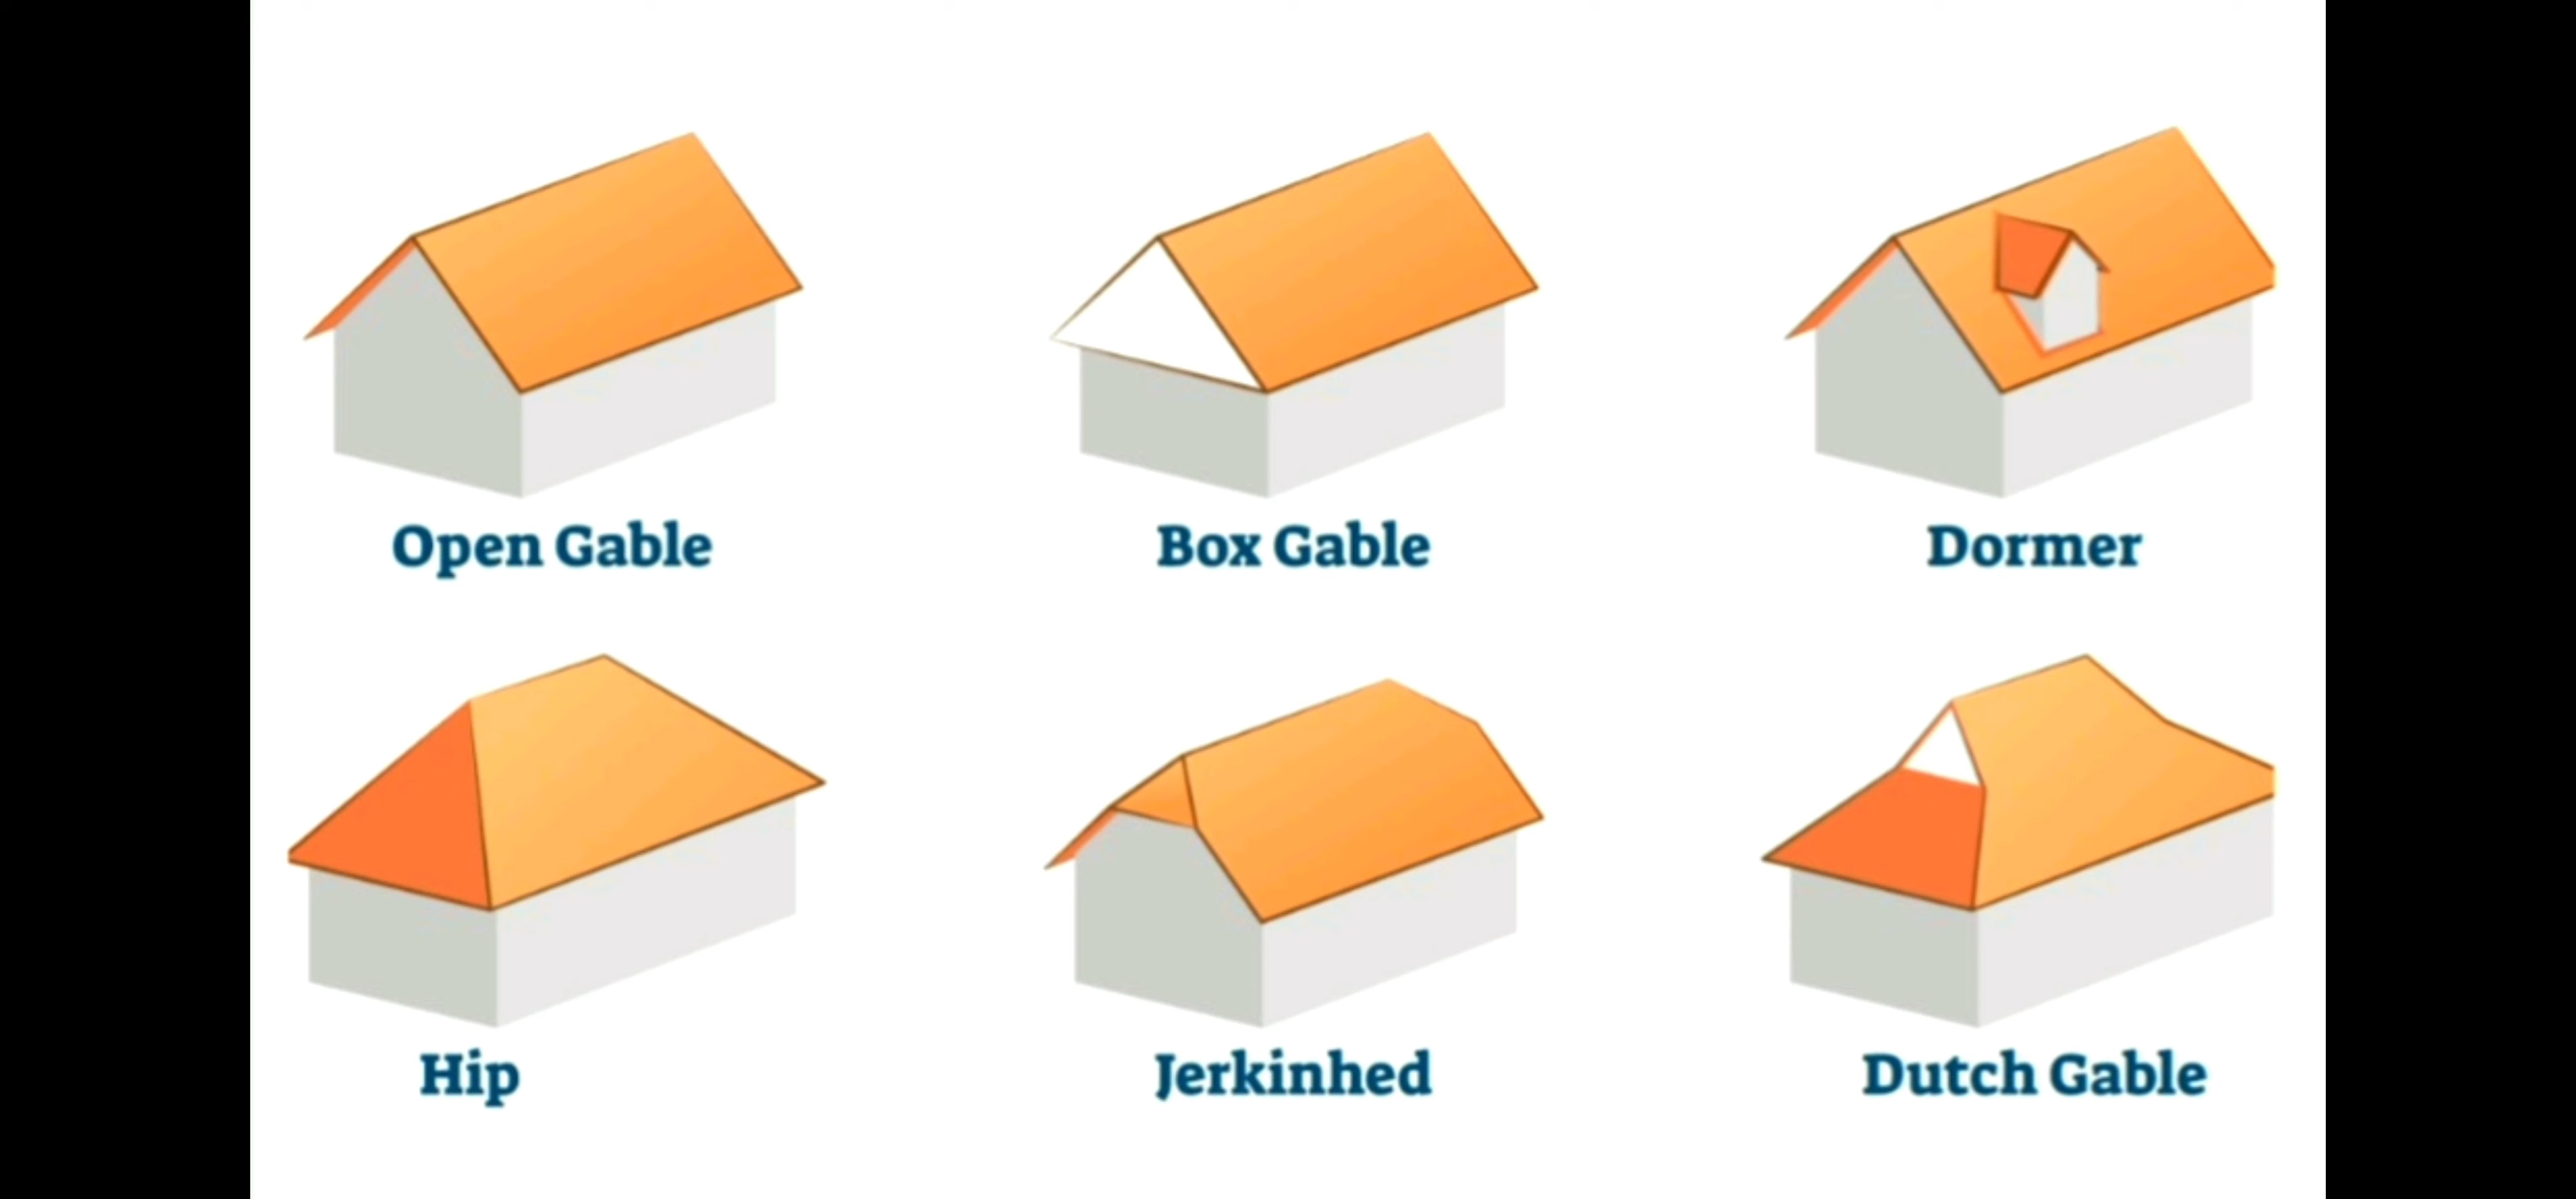 Open Gable
Box Gable
Dormer
Hip
Jerkinhed
Dutch Gable